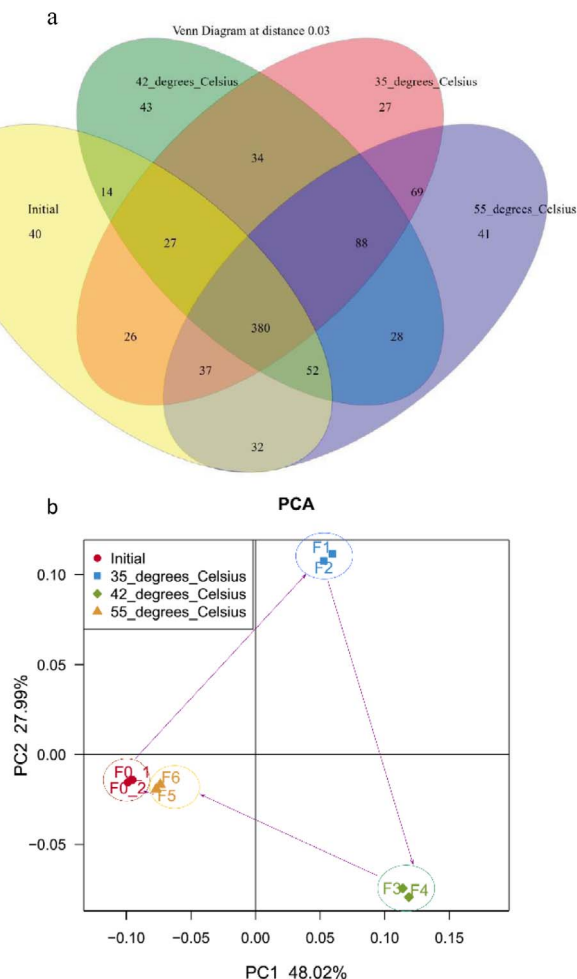 a
Venn Diagram at distance 0.03
42_degrees_Celsius 35_degrees_Celsius
43 27
34
14 69
Initial 55_degrees_Celsius
40 27 88 41
26 380 28
37 52
32
b
PCA
Initial
35_degrees_Celsius
42_degrees_Celsius
55_degrees_Celsius
F1
F2
F0_1
F0_2
F6
F5
F3 F4
0.10
0.05
0.00
−0.05
PC2 27.99%
−0.10 −0.05 0.00 0.05 0.10 0.15
PC1 48.02%